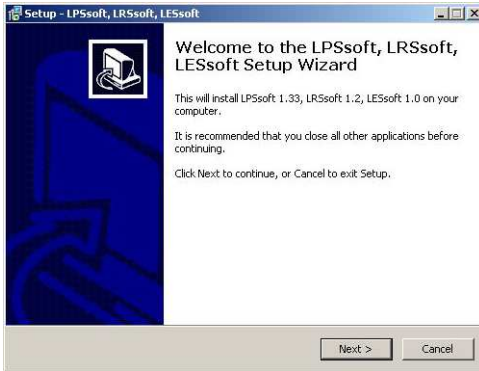 Setup - LPSsoft, LRSsoft, LESsoft
Welcome to the LPSsoft, LRSsoft,
LESsoft Setup Wizard
This will install LPSsoft 1.33, LRSsoft 1.2, LESsoft 1.0 on your
computer.
It is recommended that you close all other applications before
continuing.
Click Next to continue, or Cancel to exit Setup.
Next >
Cancel